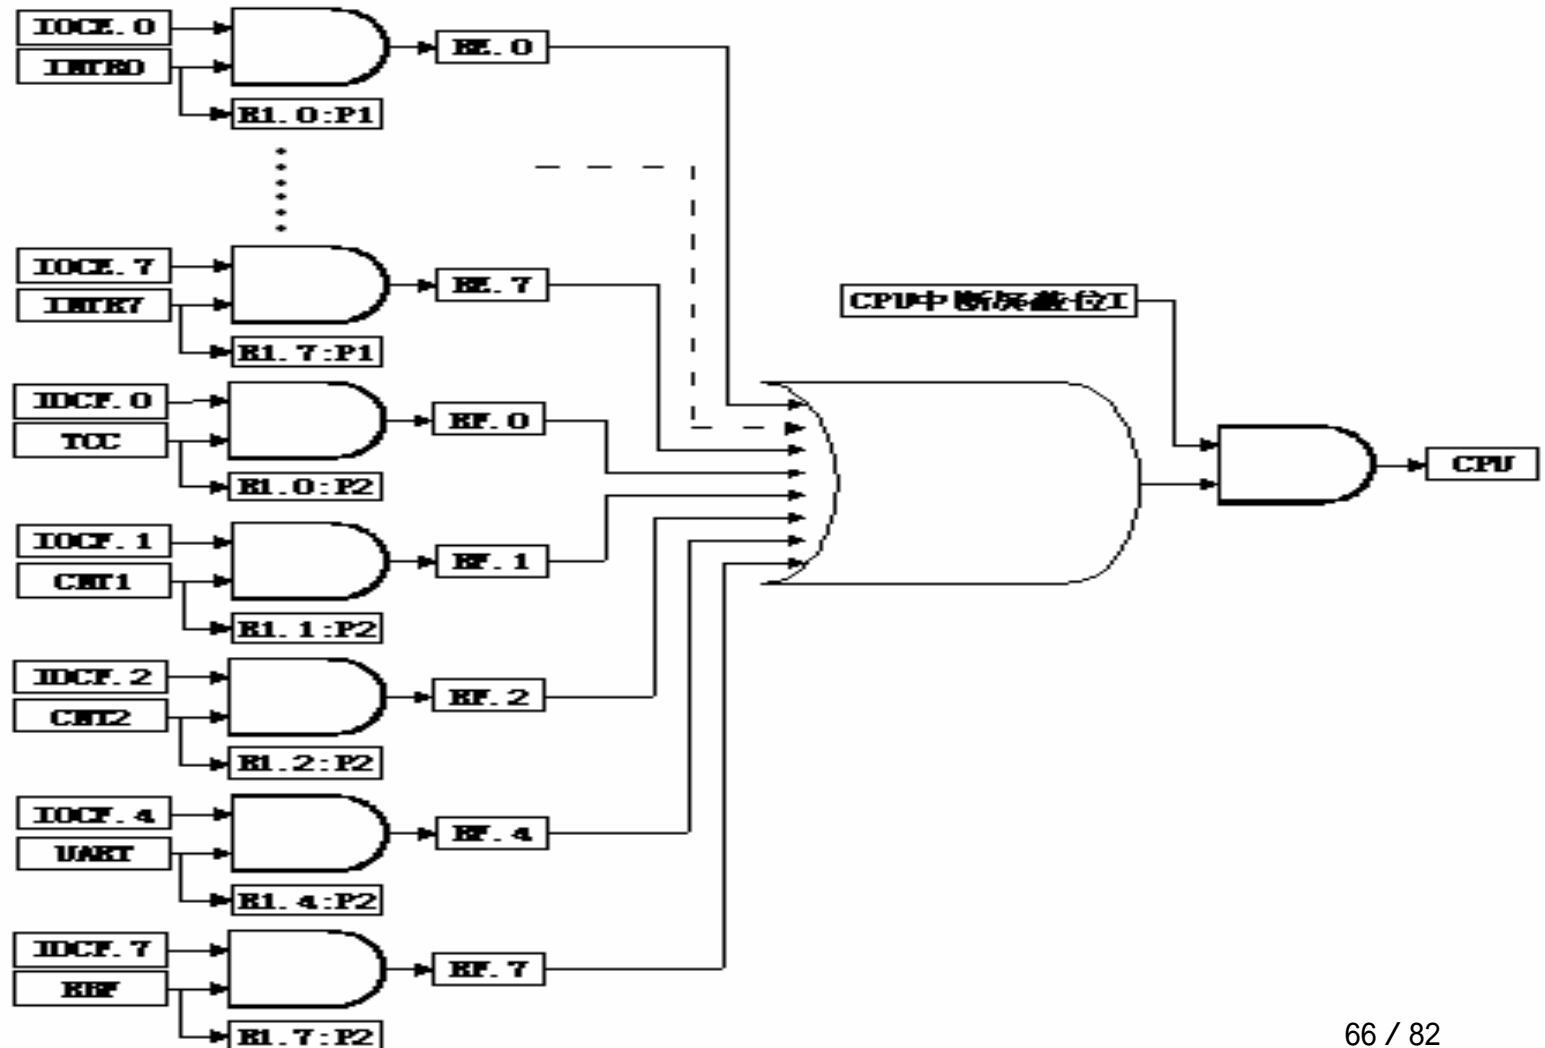 IOCE.0
INTR0
RE.0
R1.0:P1
IOCE.7
INTR7
RE.7
R1.7:P1
CPU中断屏蔽位I
IOCF.0
TCC
RF.0
R1.0:P2
IOCF.1
CNT1
RF.1
R1.1:P2
CPU
IOCF.2
CNT2
RF.2
R1.2:P2
IOCF.4
UART
RF.4
R1.4:P2
IOCF.7
RBF
RF.7
R1.7:P2
66 / 82